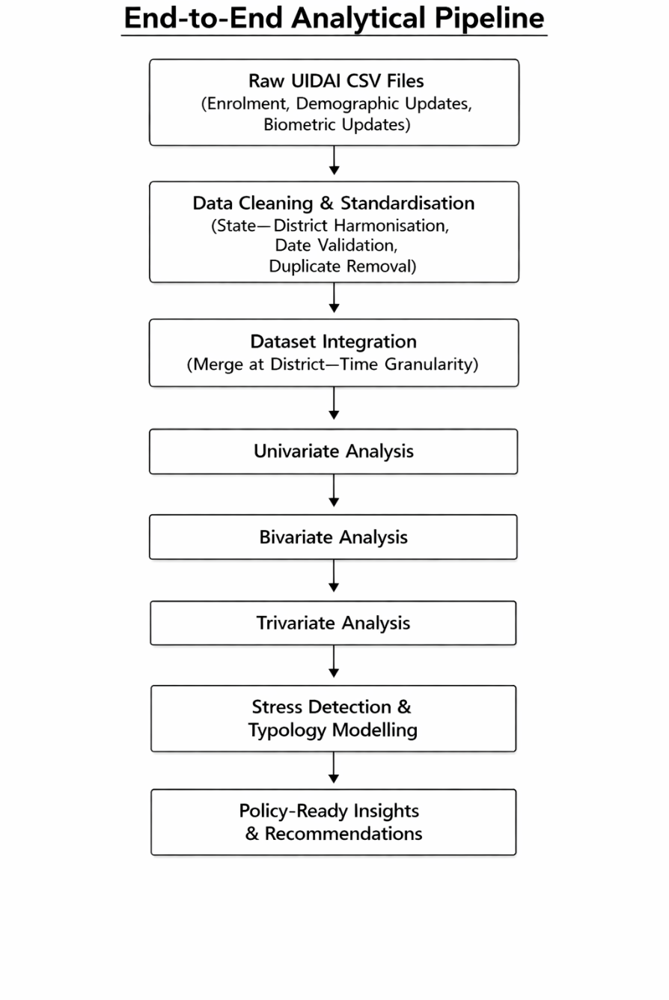 End-to-End Analytical Pipeline
Raw UIDAI CSV Files
(Enrolment, Demographic Updates,
Biometric Updates)
Data Cleaning & Standardisation
(State—District Harmonisation,
Date Validation,
Duplicate Removal)
Dataset Integration
(Merge at District—Time Granularity)
Univariate Analysis
Bivariate Analysis
Trivariate Analysis
Stress Detection &
Typology Modelling
Policy-Ready Insights
& Recommendations